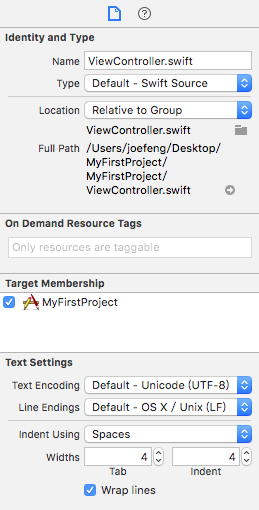 Identity and Type
Name ViewController.swift
Type Default - Swift Source
Location Relative to Group
ViewController.swift
Full Path /Users/joefeng/Desktop/
MyFirstProject/
MyFirstProject/
ViewController.swift
On Demand Resource Tags
Only resources are taggable
Target Membership
MyFirstProject
Text Settings
Text Encoding Default - Unicode (UTF-8)
Line Endings Default - OS X / Unix (LF)
Indent Using Spaces
Widths 4 4
Tab Indent
Wrap lines